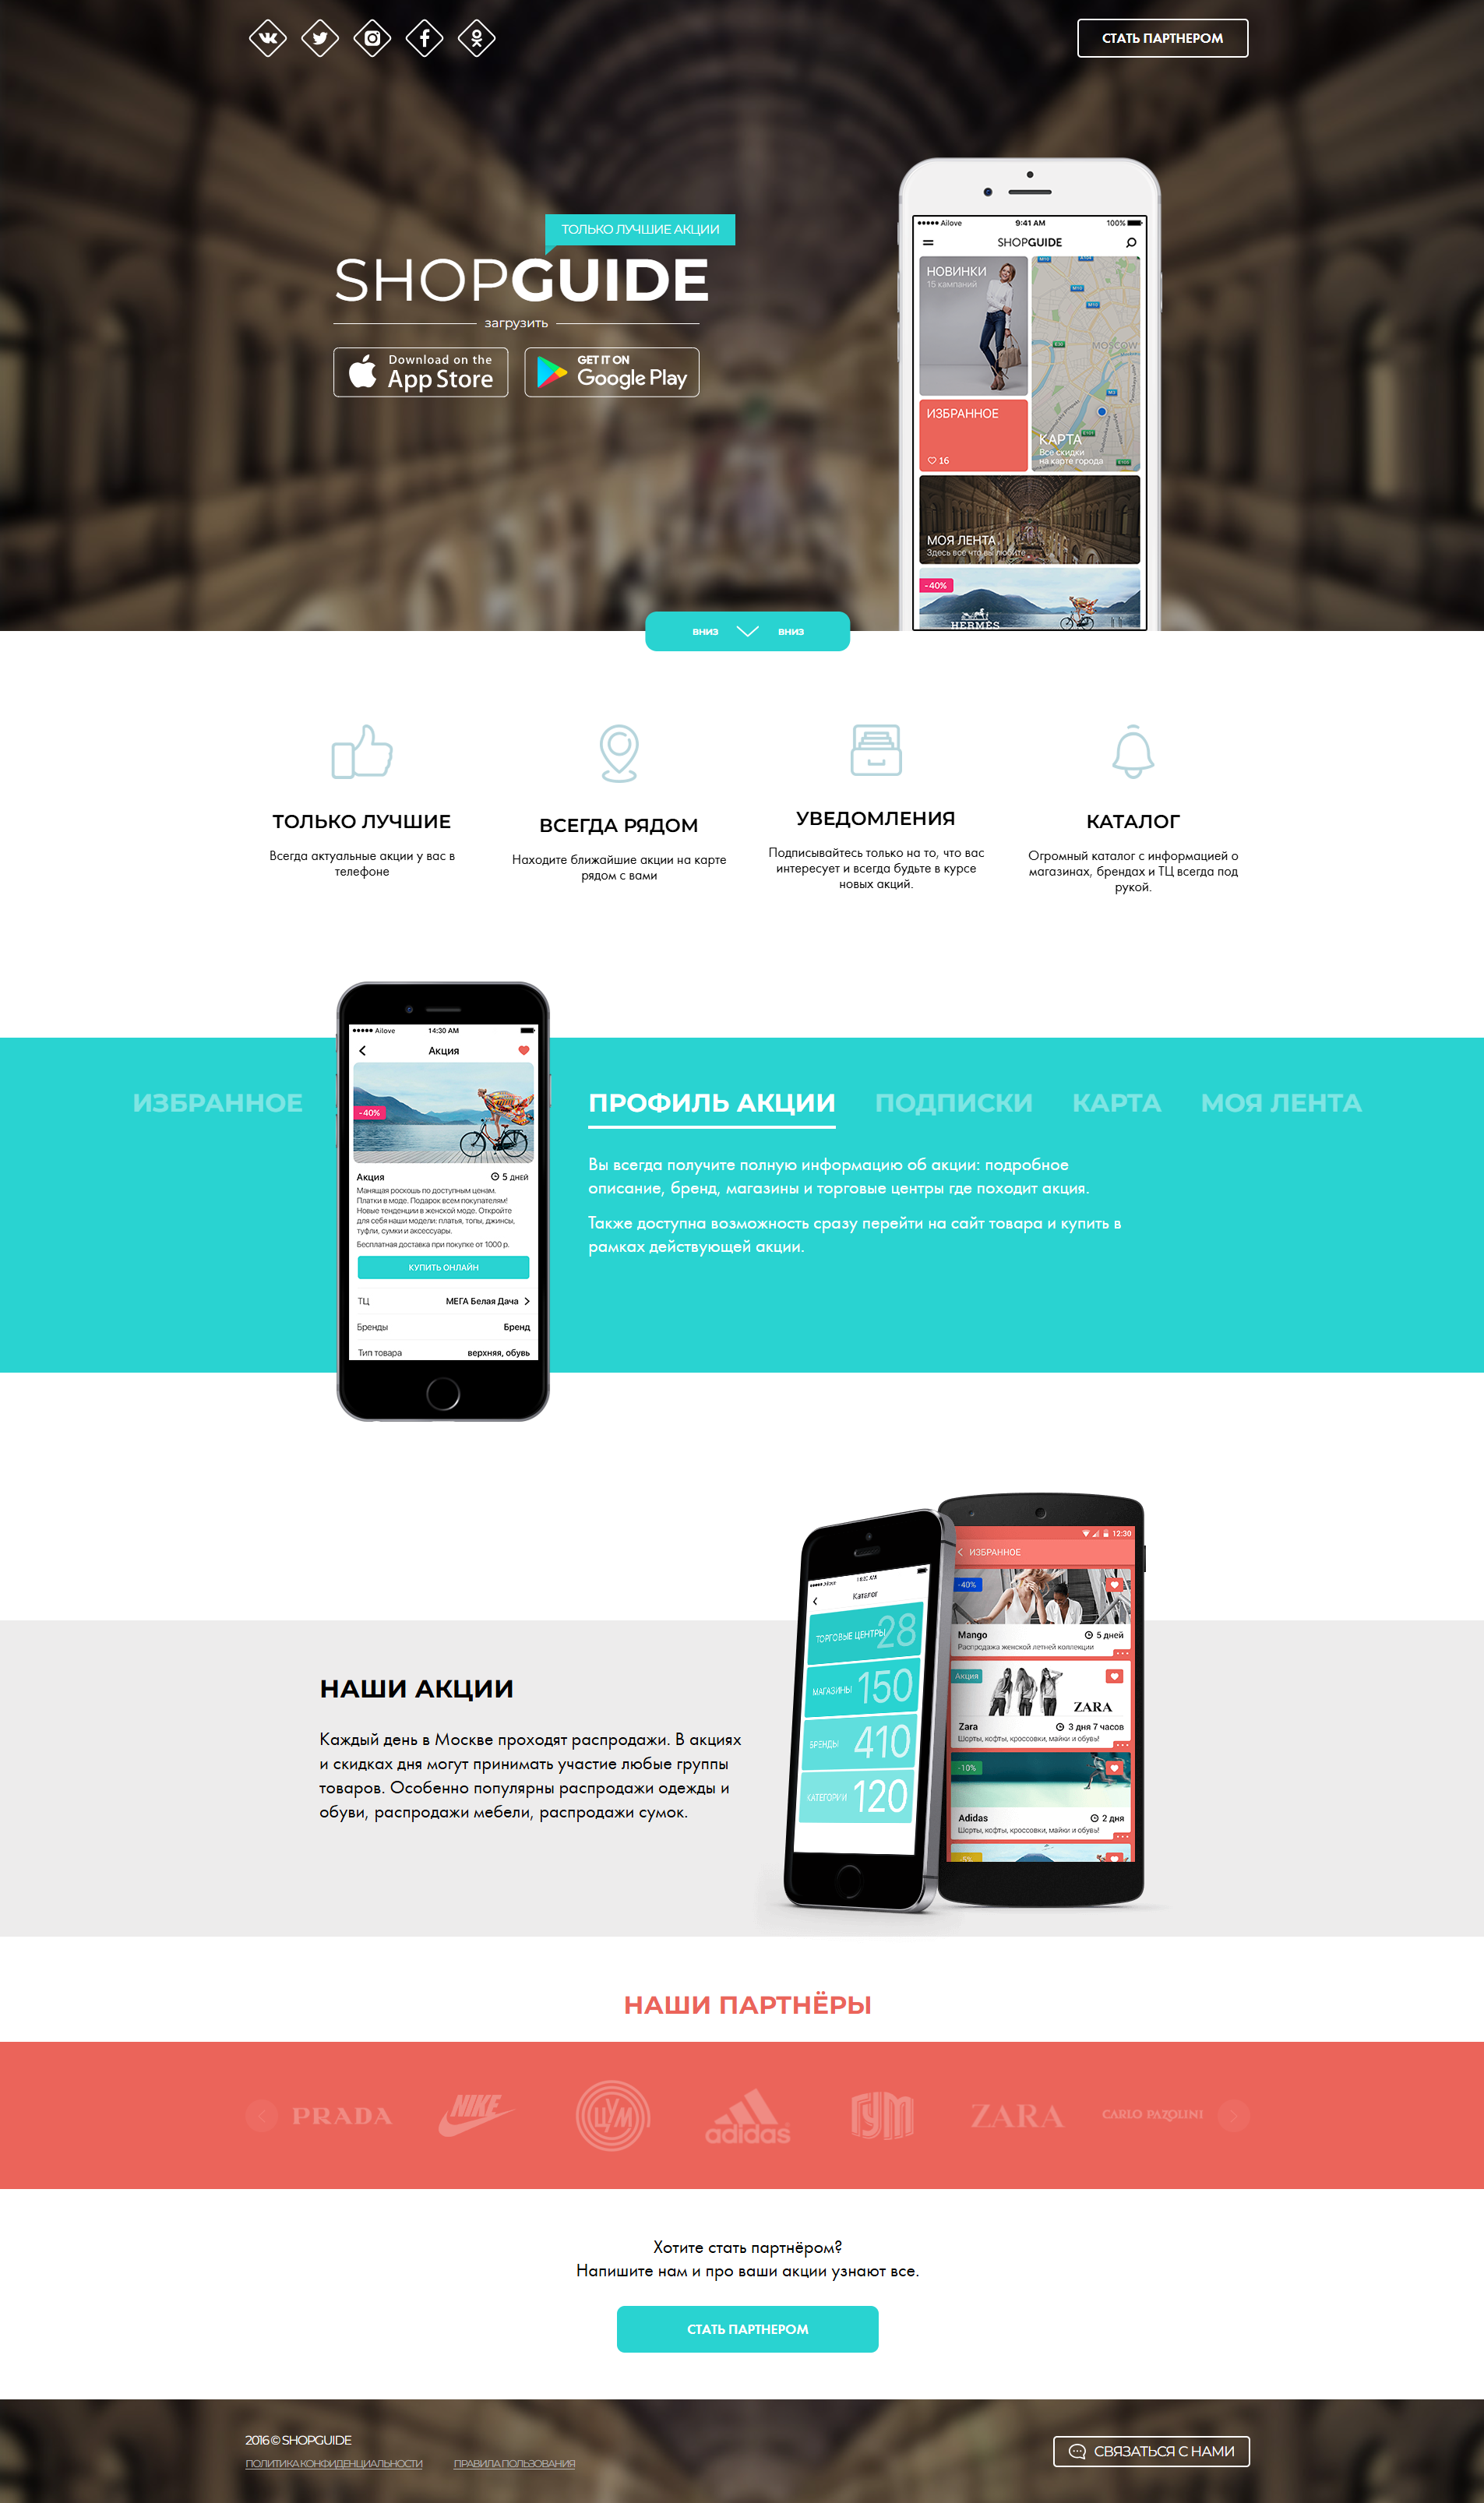 СТАТЬ ПАРТНЕРОМ
ТОЛЬКО ЛУЧШИЕ АКЦИИ
SHOPGUIDE
загрузить
Download on the
App Store
GET IT ON
Google Play
Ailove 9:41 AM 100%
SHOPGUIDE
НОВИНКИ
15 кампаний
M10
M10
M10
E30
MOSCOW
M3
ИЗБРАННОЕ
16
КАРТА
Все скидки
на карте города
E105
МОЯ ЛЕНТА
Здесь все что вы любите
-40%
HERMÈS
вниз вниз
ТОЛЬКО ЛУЧШИЕ
Всегда актуальные акции у вас в
телефоне
ВСЕГДА РЯДОМ
Находите ближайшие акции на карте
рядом с вами
УВЕДОМЛЕНИЯ
Подписывайтесь только на то, что вас
интересует и всегда будьте в курсе
новых акций.
КАТАЛОГ
Огромный каталог с информацией о
магазинах, брендах и ТЦ всегда под
рукой.
ИЗБРАННОЕ
ПРОФИЛЬ АКЦИИ
ПОДПИСКИ
КАРТА
МОЯ ЛЕНТА
Ailove 14:30 AM
Акция
-40%
Акция 5 дней
Манящая роскошь по доступным ценам.
Платки в моде. Подарок всем покупателям!
Новые тенденции в женской моде. Откройте
для себя наши модели: платья, топы, джинсы,
туфли, сумки и аксессуары.
Бесплатная доставка при покупке от 1000 р.
КУПИТЬ ОНЛАЙН
ТЦ МЕГА Белая Дача
Бренды Бренд
Тип товара верхняя, обувь
Вы всегда получите полную информацию об акции: подробное
описание, бренд, магазины и торговые центры где походит акция.
Также доступна возможность сразу перейти на сайт товара и купить в
рамках действующей акции.
НАШИ АКЦИИ
Каждый день в Москве проходят распродажи. В акциях
и скидках дня могут принимать участие любые группы
товаров. Особенно популярны распродажи одежды и
обуви, распродажи мебели, распродажи сумок.
Каталог
ТОРГОВЫЕ ЦЕНТРЫ 28
МАГАЗИНЫ 150
БРЕНДЫ 410
КАТЕГОРИИ 120
12:30
ИЗБРАННОЕ
-40%
Mango 5 дней
Распродажа женской летней коллекции
Акция
ZARA
Zara 3 дня 7 часов
Шорты, кофты, кроссовки, майки и обувь!
-10%
Adidas 2 дня
Шорты, кофты, кроссовки, майки и обувь!
-5%
НАШИ ПАРТНЁРЫ
PRADA
NIKE
ЦУМ
adidas
ГУМ
ZARA
CARLO PAZOLINI
Хотите стать партнёром?
Напишите нам и про ваши акции узнают все.
СТАТЬ ПАРТНЕРОМ
2016 © SHOPGUIDE
ПОЛИТИКА КОНФИДЕНЦИАЛЬНОСТИ
ПРАВИЛА ПОЛЬЗОВАНИЯ
СВЯЗАТЬСЯ С НАМИ